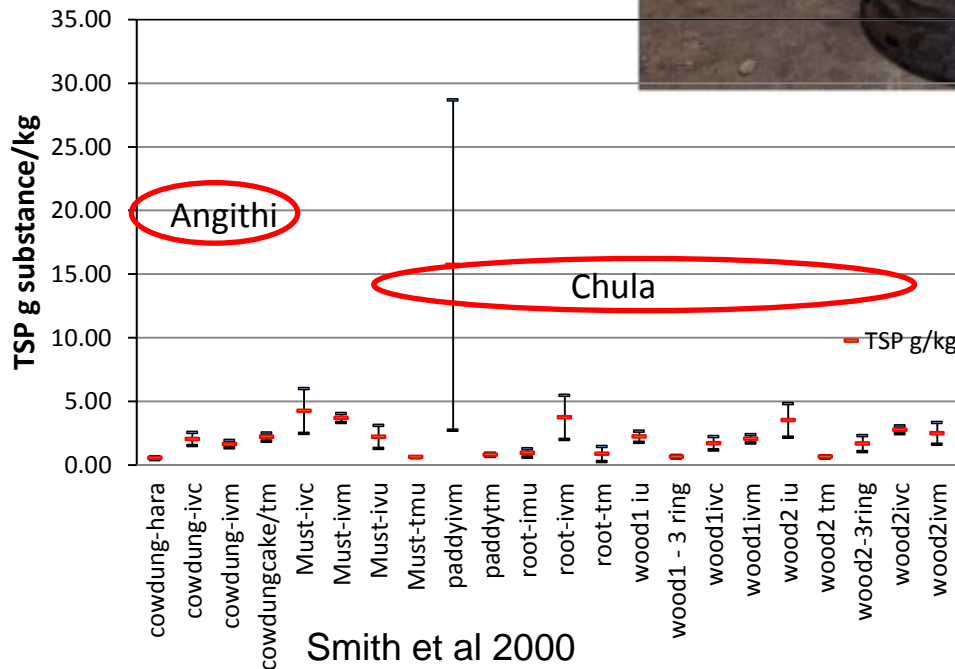 35.00
30.00
25.00
20.00
15.00
10.00
5.00
0.00
TSP g substance/kg
Angithi
Chula
TSP g/kg
cowdung-hara
cowdung-ivc
cowdung-ivm
cowdungcake/tm
Must-ivc
Must-ivm
Must-ivu
Must-tmu
paddyivm
paddytm
root-imu
root-ivm
root-tm
wood1 iu
wood1 - 3 ring
wood1ivc
wood1ivm
wood2 iu
wood2 tm
wood2-3ring
wood2ivc
wood2ivm
Smith et al 2000